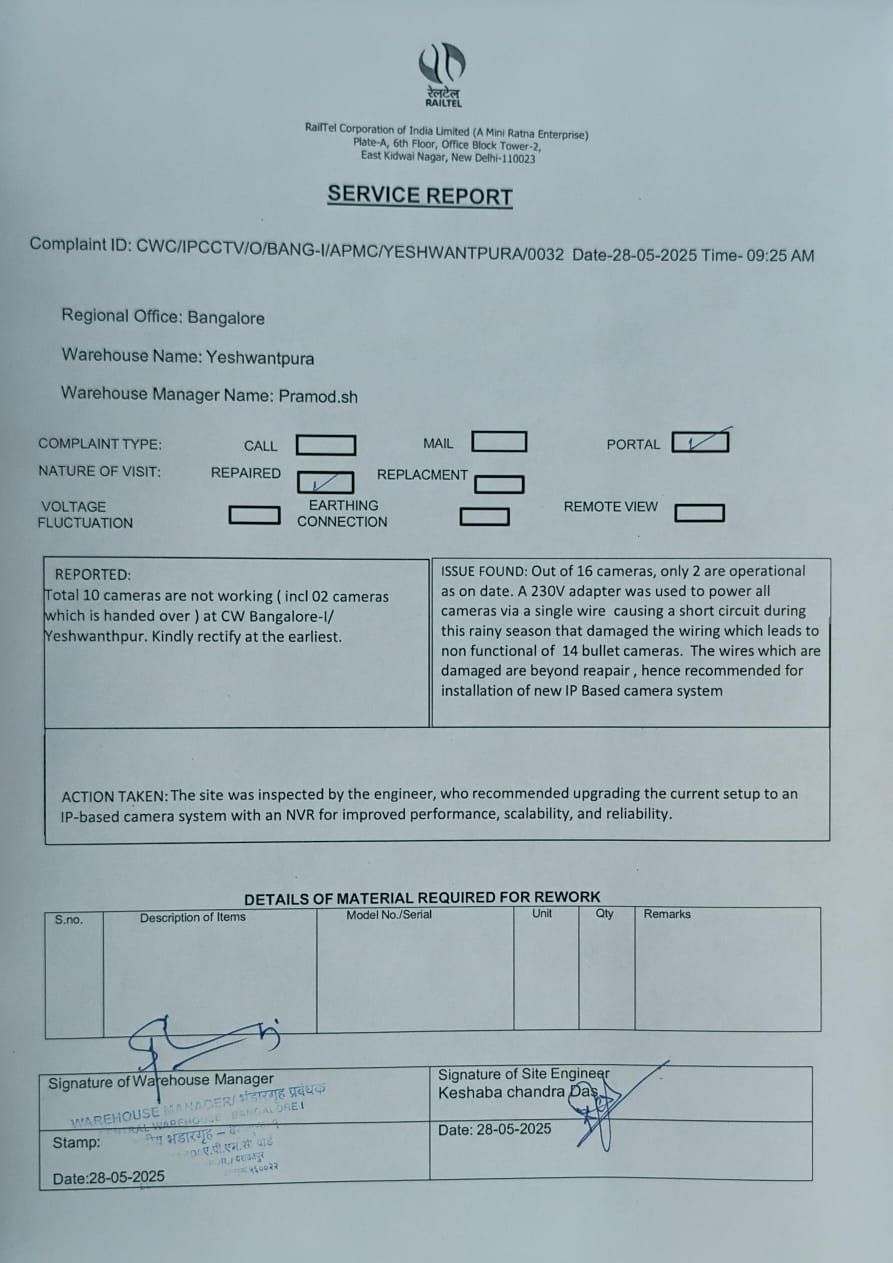 रेलटेल
RAILTEL
RailTel Corporation of India Limited (A Mini Ratna Enterprise)
Plate-A, 6th Floor, Office Block Tower-2,
East Kidwai Nagar, New Delhi-110023
SERVICE REPORT
Complaint ID: CWC/IPCCTV/O/BANG-I/APMC/YESHWANTPURA/0032 Date-28-05-2025 Time- 09:25 AM
Regional Office: Bangalore
Warehouse Name: Yeshwantpura
Warehouse Manager Name: Pramod.sh
COMPLAINT TYPE: CALL MAIL PORTAL
NATURE OF VISIT: REPAIRED REPLACMENT
VOLTAGE FLUCTUATION EARTHING CONNECTION REMOTE VIEW
REPORTED:
Total 10 cameras are not working ( incl 02 cameras
which is handed over ) at CW Bangalore-I/
Yeshwanthpur. Kindly rectify at the earliest.
ISSUE FOUND: Out of 16 cameras, only 2 are operational
as on date. A 230V adapter was used to power all
cameras via a single wire causing a short circuit during
this rainy season that damaged the wiring which leads to
non functional of 14 bullet cameras. The wires which are
damaged are beyond reapair , hence recommended for
installation of new IP Based camera system
ACTION TAKEN: The site was inspected by the engineer, who recommended upgrading the current setup to an
IP-based camera system with an NVR for improved performance, scalability, and reliability.
DETAILS OF MATERIAL REQUIRED FOR REWORK
S.no. Description of Items Model No./Serial Unit Qty Remarks
Signature of Warehouse Manager
WAREHOUSE MANAGER/ भंडारगृह प्रबंधक
CENTRAL WAREHOUSE BANGALORE I
भंडारगृह
ए.पी.एम.सी यार्ड
Stamp:
Date:28-05-2025
Signature of Site Engineer
Keshaba chandra Das
Date: 28-05-2025